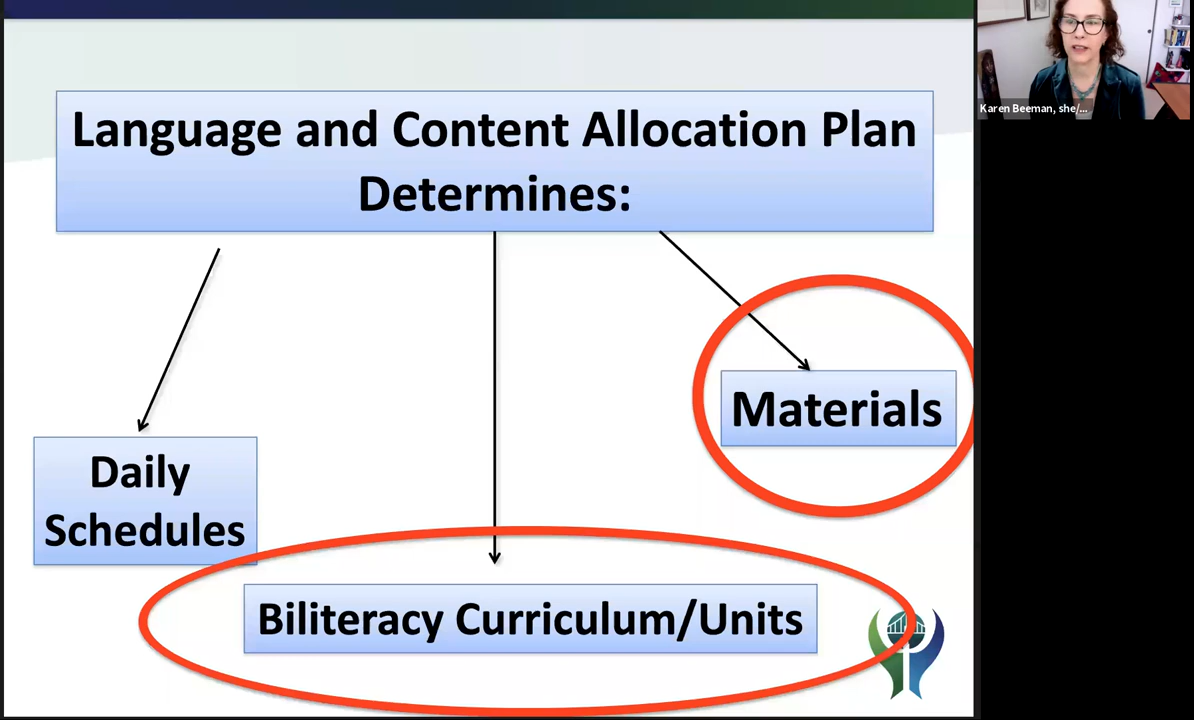 Language and Content Allocation Plan
Determines:
Materials
Daily
Schedules
Biliteracy Curriculum/Units
Karen Beeman, she/...